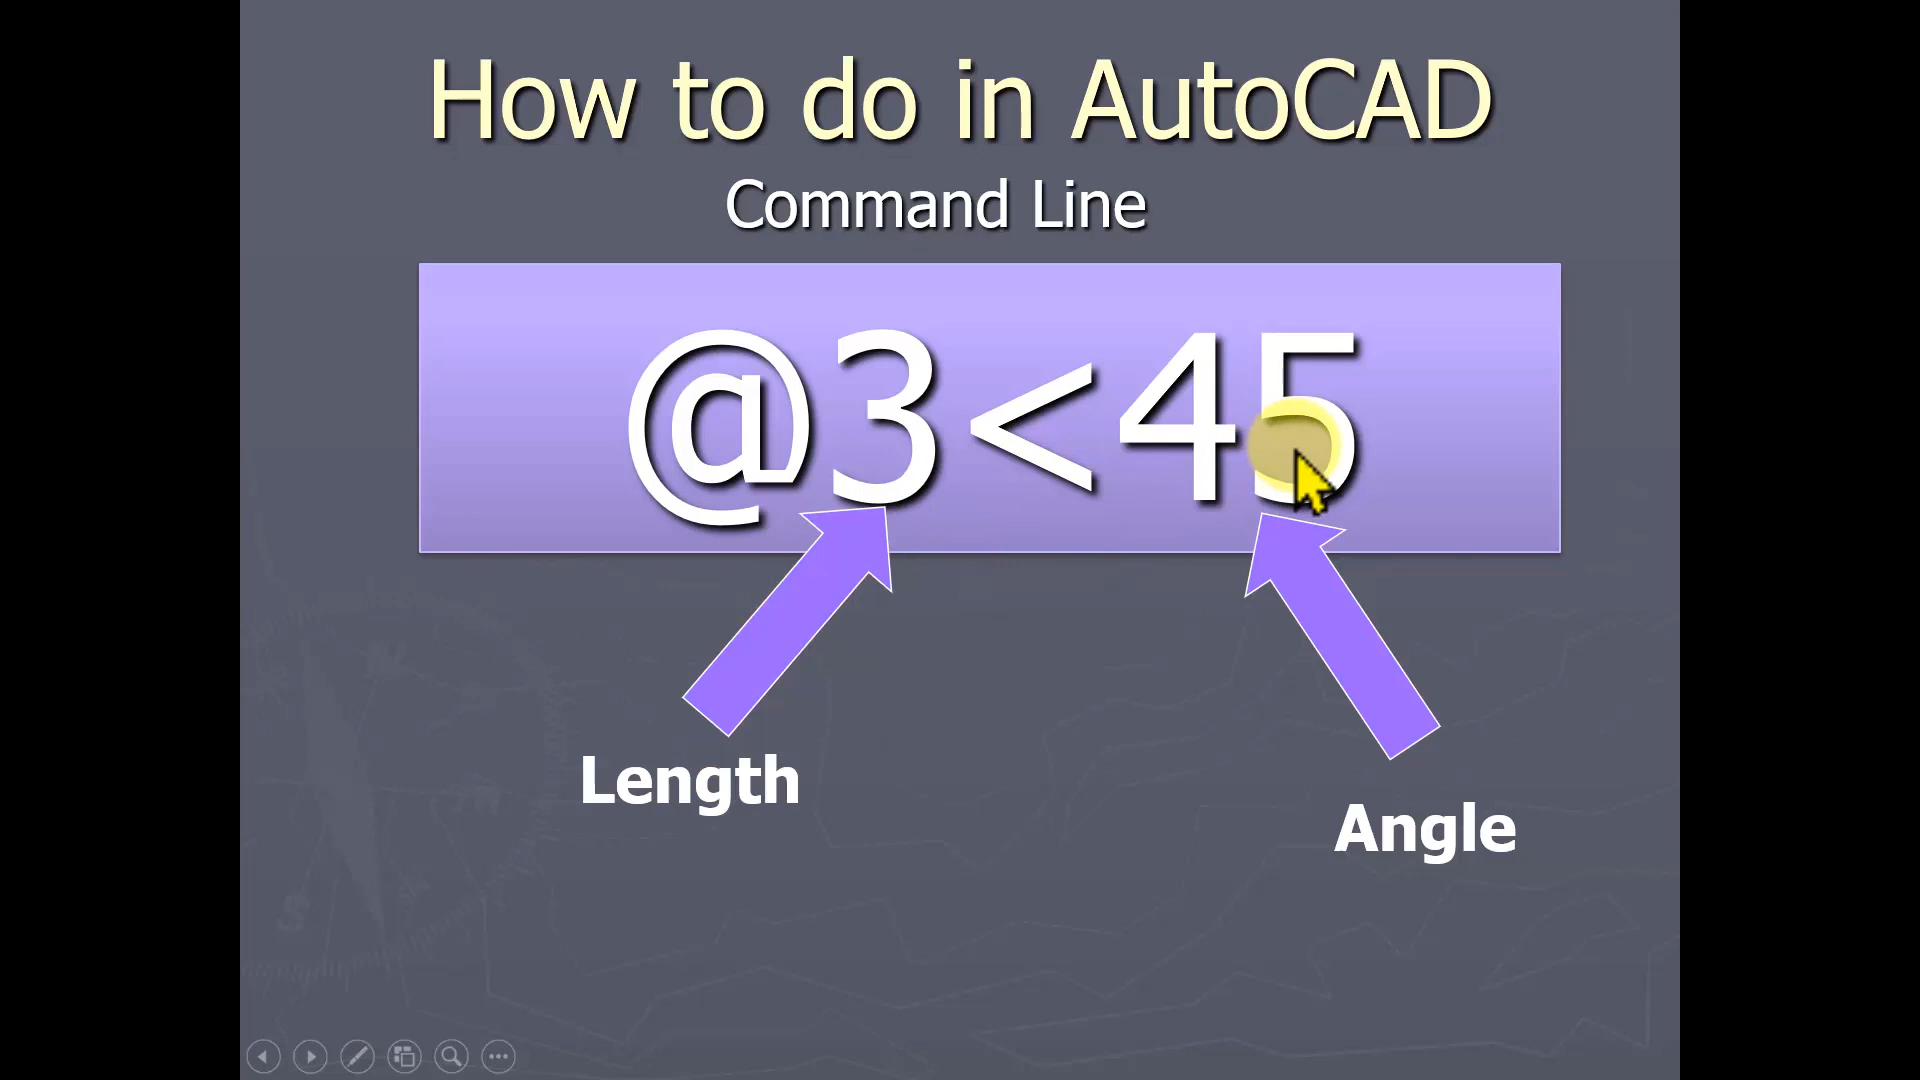 How to do in AutoCAD
Command Line
@3<45
Length
Angle